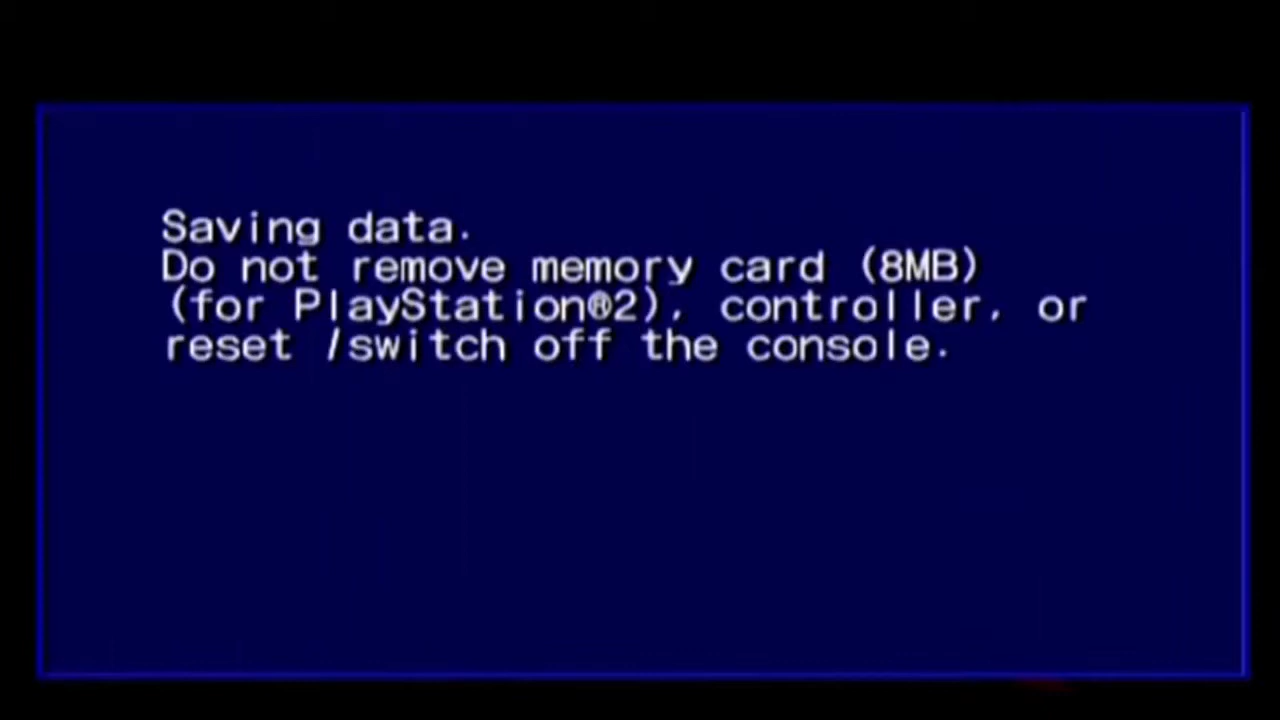 Saving data.
Do not remove memory card (8MB)
(for PlayStation®2), controller, or
reset /switch off the console.